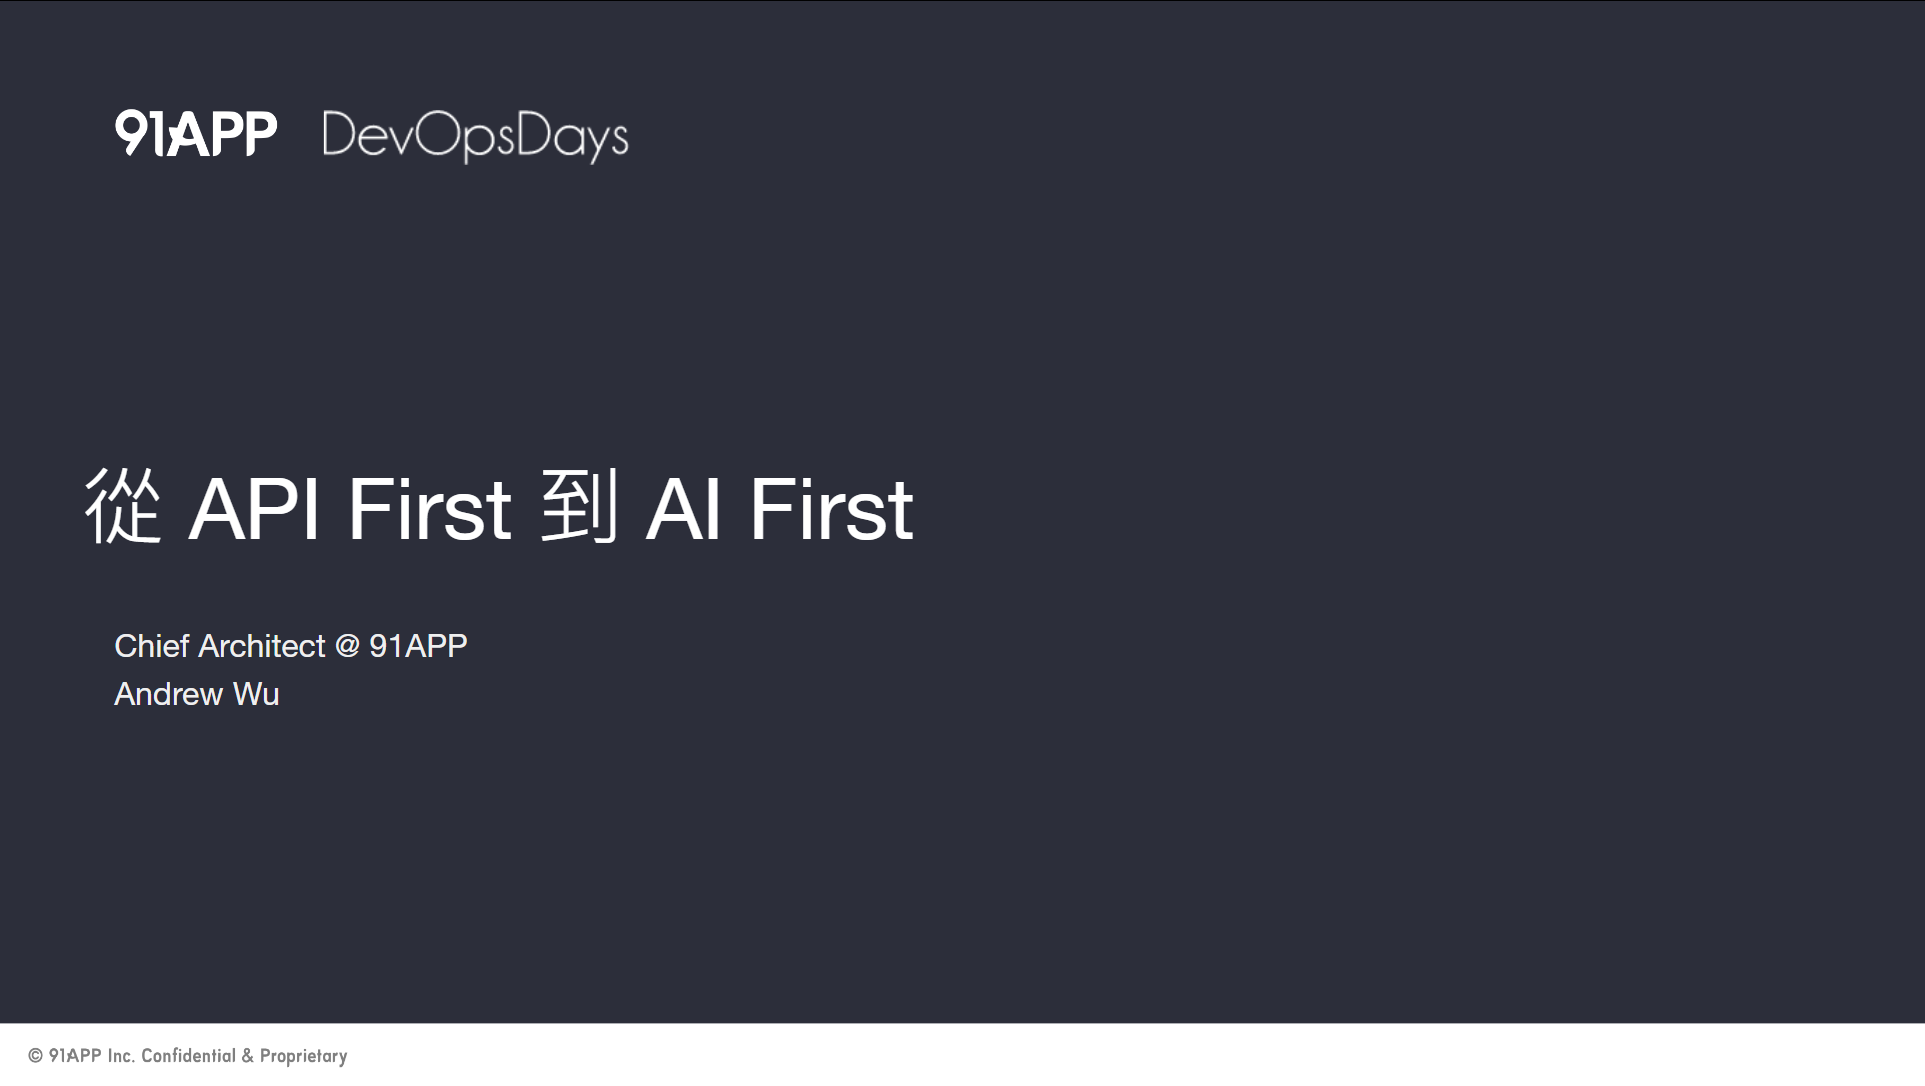 91APP DevOpsDays
從 API First 到 AI First
Chief Architect @ 91APP
Andrew Wu
© 91APP Inc. Confidential & Proprietary